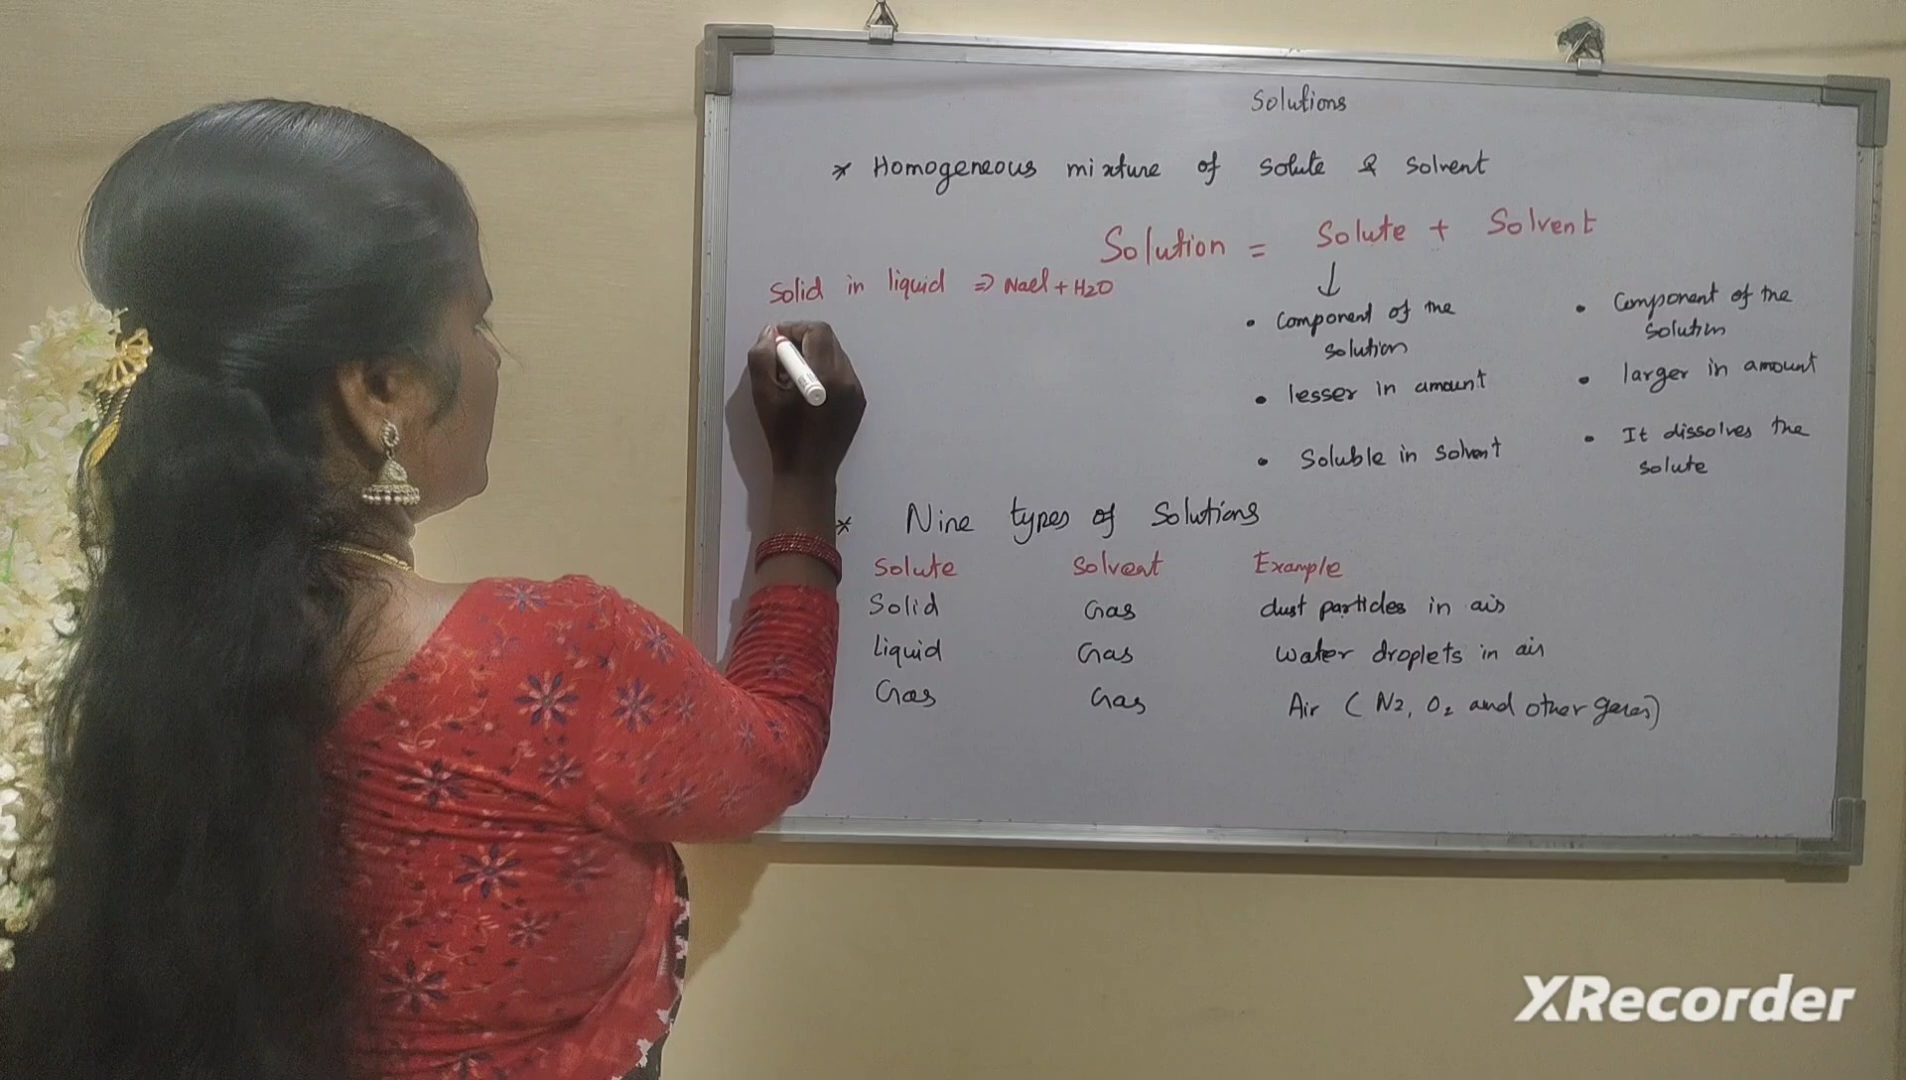 Solutions
* Homogeneous mixture of solute & solvent
Solution = Solute + Solvent
Solid in liquid ⇒ Nacl + H2O
↓
• Component of the
solution
• lesser in amount
• Soluble in solvent
• Component of the
solution
• larger in amount
• It dissolves the
solute
* Nine types of Solutions
Solute Solvent Example
Solid Gas dust particles in air
liquid Gas water droplets in air
Gas Gas Air ( N2, O2 and other gases)
XRecorder